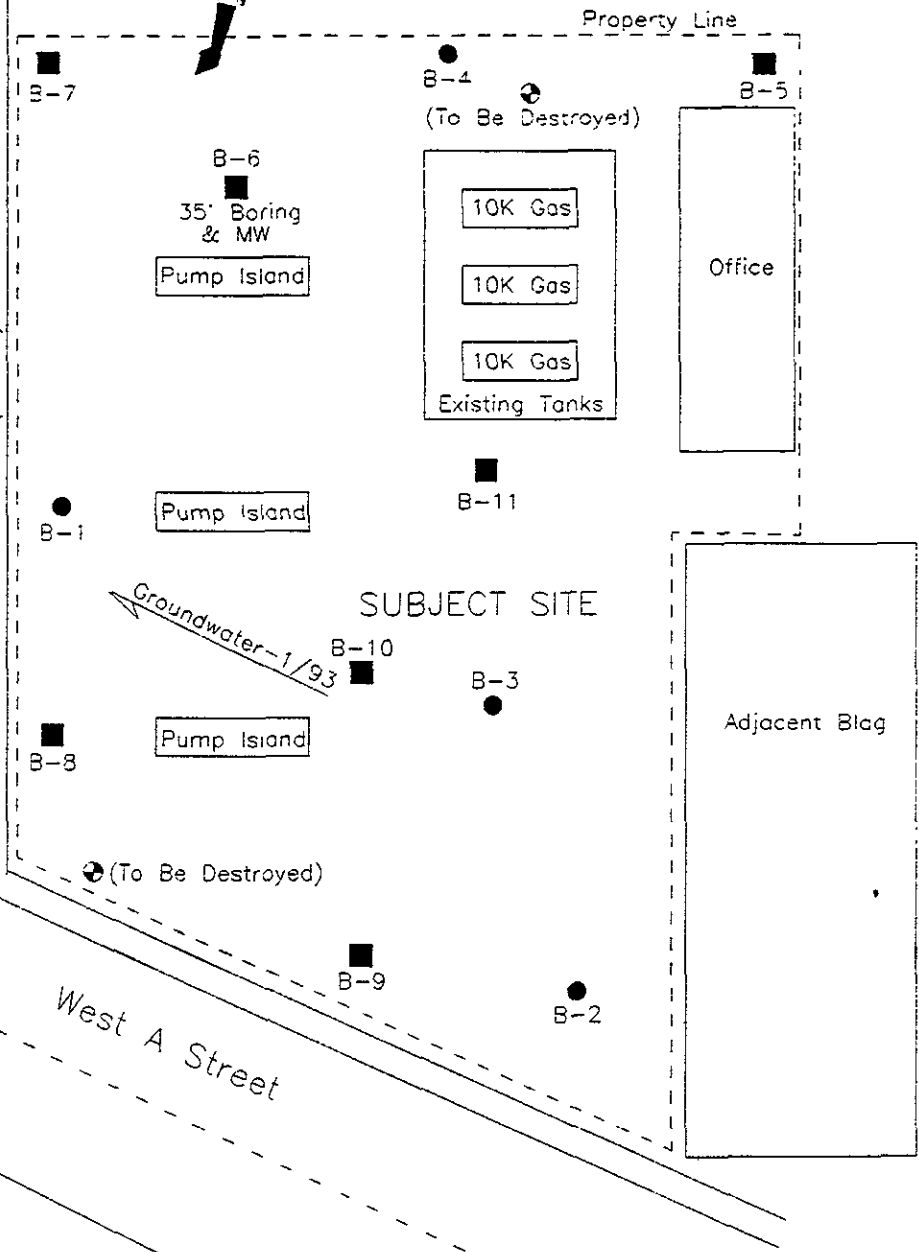 Property Line
B-7
B-4
B-5
(To Be Destroyed)
B-6
35' Boring
& MW
10K Gas
Pump Island
10K Gas
Office
10K Gas
Existing Tanks
B-11
Pump Island
B-1
Groundwater-1/93
SUBJECT SITE
B-10
B-3
Pump Island
B-8
Adjacent Bldg
(To Be Destroyed)
B-9
B-2
West A Street